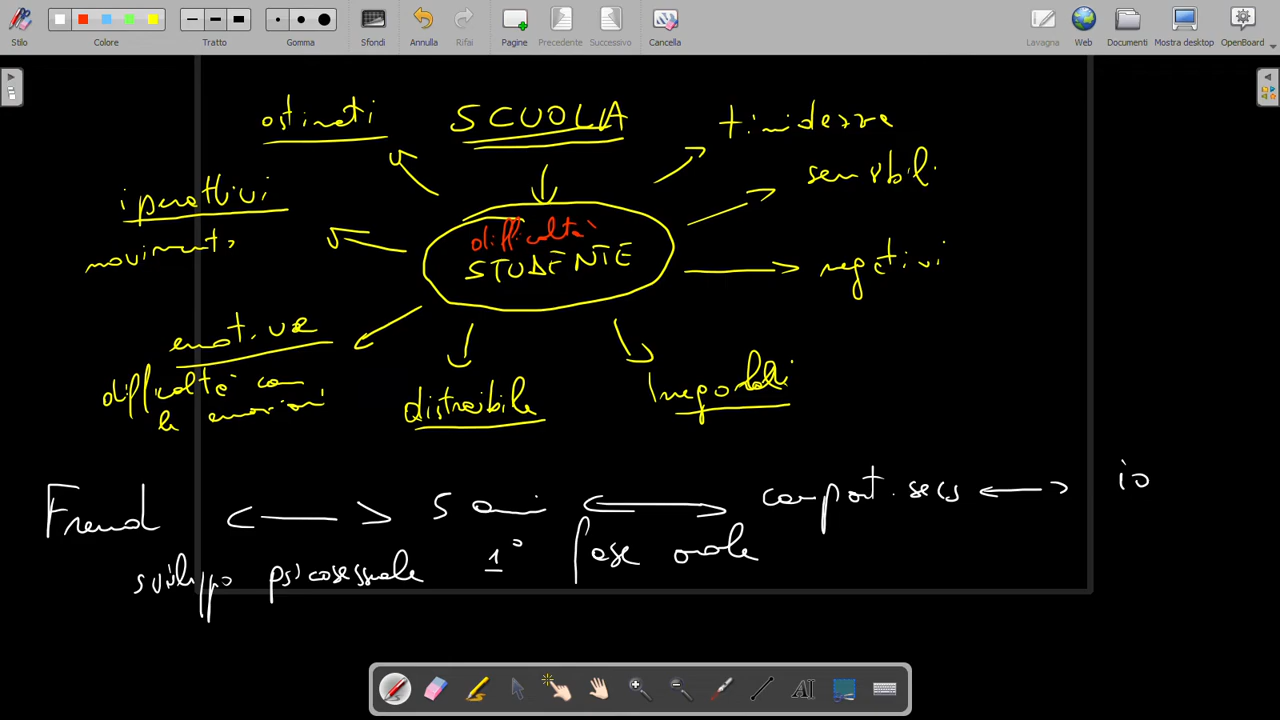 Stilo Colore Tratto Gomma Sfondi Annulla Rifai Pagine Precedente Successivo Cancella Lavagna Web Documenti Mostra desktop OpenBoard
ostinati SCUOLA timidezza
sensibili
iperattivi
movimento
difficoltà
STUDENTE
negativi
emotive
difficoltà con
le emozioni
distraibile
Irregolari
Freud 5 anni comport. secs io
sviluppo psicosessuale 1° fase orale